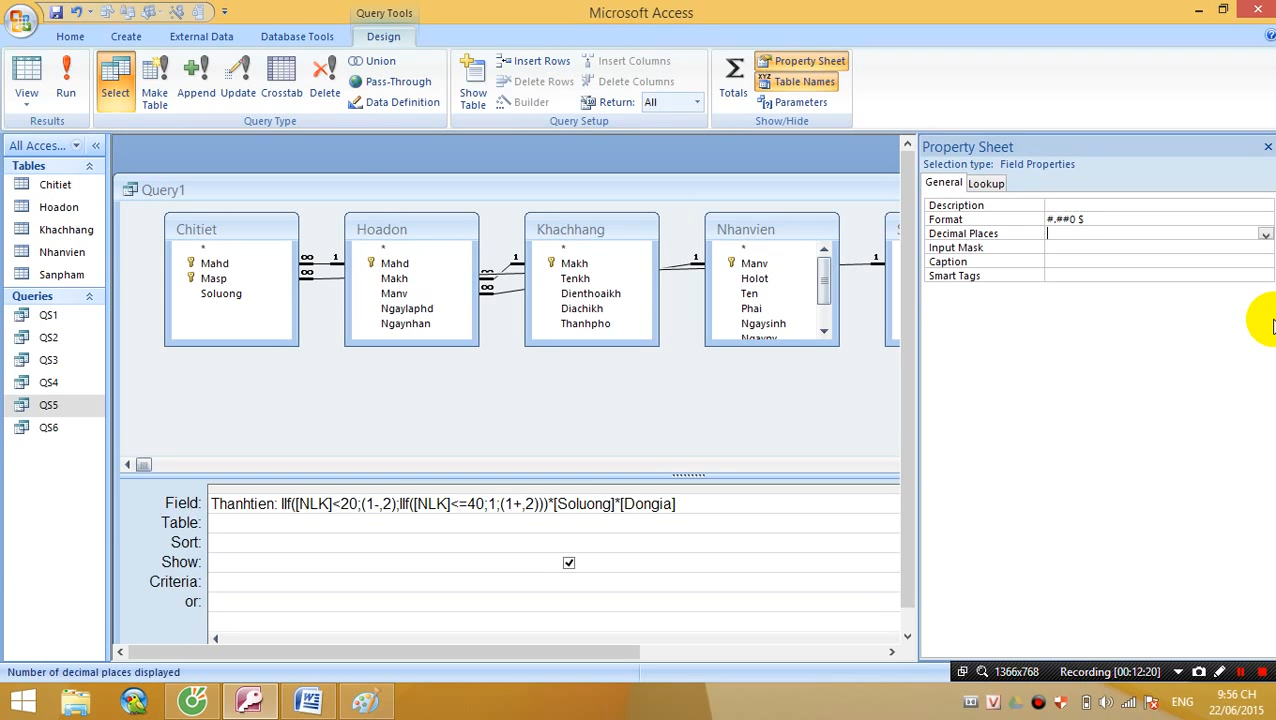 Query Tools
Microsoft Access
Home
Create
External Data
Database Tools
Design
View
Run
Select
Make Table
Append
Update
Crosstab
Delete
Union
Pass-Through
Data Definition
Show Table
Insert Rows
Delete Rows
Builder
Insert Columns
Delete Columns
Return: All
Totals
Property Sheet
Table Names
Parameters
Results
Query Type
Query Setup
Show/Hide
All Acces...
Tables
Chitiet
Hoadon
Khachhang
Nhanvien
Sanpham
Queries
QS1
QS2
QS3
QS4
QS5
QS6
Query1
Chitiet
*
Mahd
Masp
Soluong
Hoadon
*
Mahd
Makh
Manv
Ngaylaphd
Ngaynhan
Khachhang
*
Makh
Tenkh
Dienthoaikh
Diachikh
Thanhpho
Nhanvien
*
Manv
Holot
Ten
Phai
Ngaysinh
Ngaynv
Field: Thanhtien: IIf([NLK]<20;(1-,2);IIf([NLK]<=40;1;(1+,2)))*[Soluong]*[Dongia]
Table:
Sort:
Show:
Criteria:
or:
Property Sheet
Selection type: Field Properties
General Lookup
Description
Format #.##0 $
Decimal Places
Input Mask
Caption
Smart Tags
Number of decimal places displayed
1366x768
Recording [00:12:20]
ENG
9:56 CH
22/06/2015